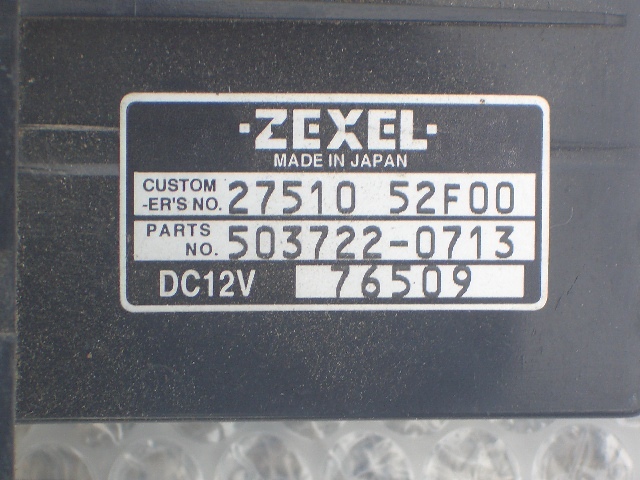 ·ZEXEL·
MADE IN JAPAN
CUSTOM
-ER'S NO. 27510 52F00
PARTS
NO. 503722-0713
DC12V 76509